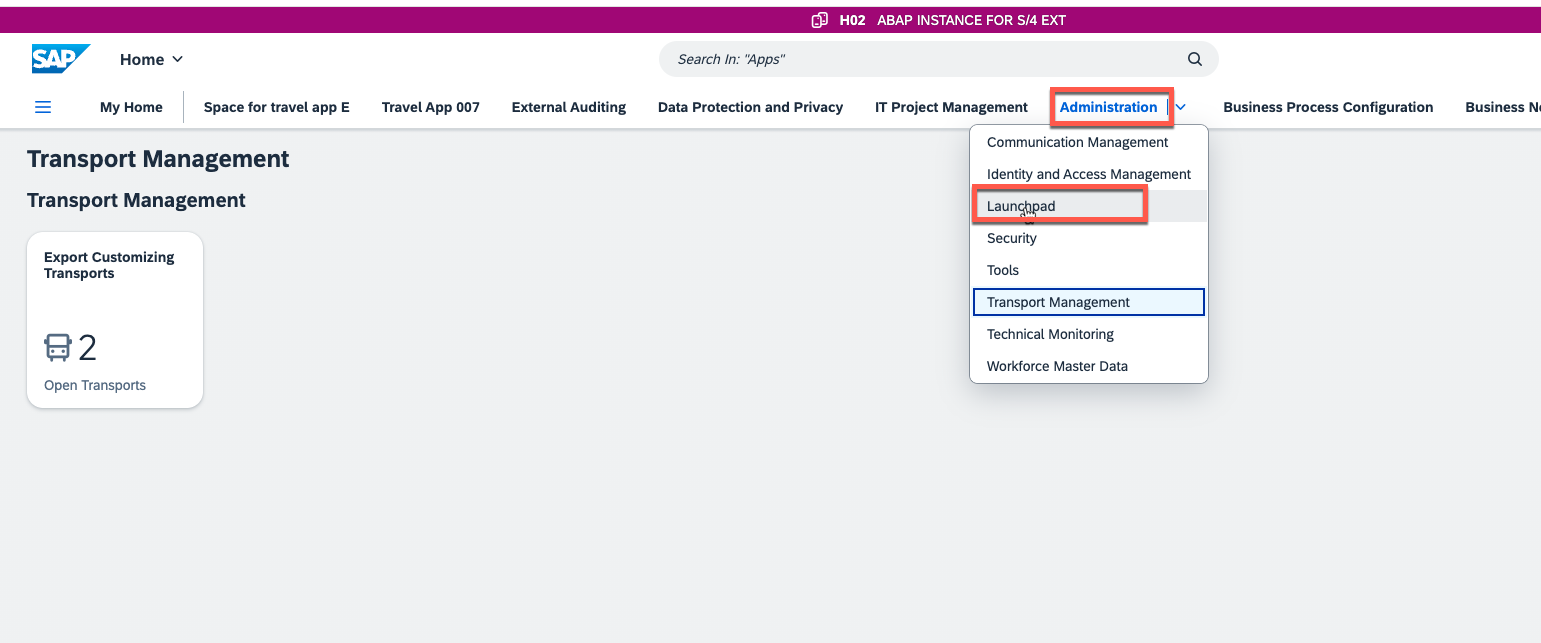 H02 ABAP INSTANCE FOR S/4 EXT
SAP
Home
Search In: "Apps"
My Home
Space for travel app E
Travel App 007
External Auditing
Data Protection and Privacy
IT Project Management
Administration
Business Process Configuration
Business
Communication Management
Identity and Access Management
Launchpad
Security
Tools
Transport Management
Technical Monitoring
Workforce Master Data
Transport Management
Transport Management
Export Customizing
Transports
2
Open Transports